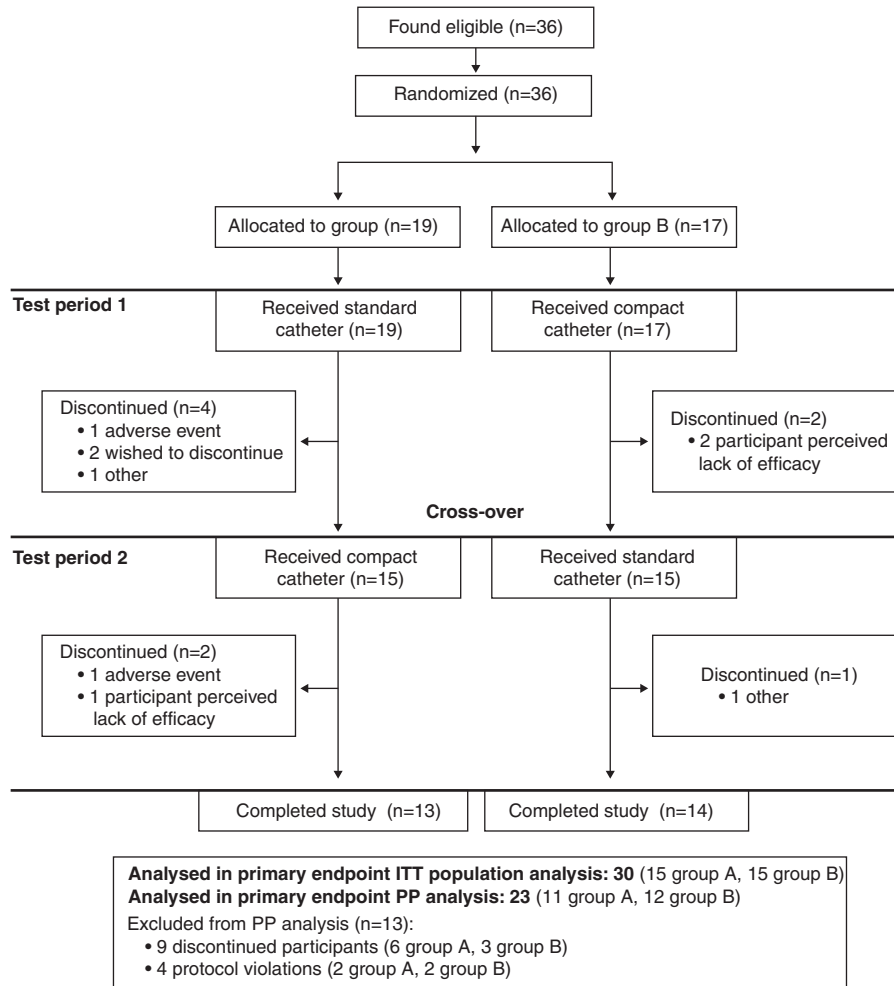 Found eligible (n=36)
Randomized (n=36)
Allocated to group (n=19)
Allocated to group B (n=17)
Test period 1
Received standard
catheter (n=19)
Received compact
catheter (n=17)
Discontinued (n=4)
• 1 adverse event
• 2 wished to discontinue
• 1 other
Discontinued (n=2)
• 2 participant perceived
lack of efficacy
Cross-over
Test period 2
Received compact
catheter (n=15)
Received standard
catheter (n=15)
Discontinued (n=2)
• 1 adverse event
• 1 participant perceived
lack of efficacy
Discontinued (n=1)
• 1 other
Completed study (n=13)
Completed study (n=14)
Analysed in primary endpoint ITT population analysis: 30 (15 group A, 15 group B)
Analysed in primary endpoint PP analysis: 23 (11 group A, 12 group B)
Excluded from PP analysis (n=13):
• 9 discontinued participants (6 group A, 3 group B)
• 4 protocol violations (2 group A, 2 group B)